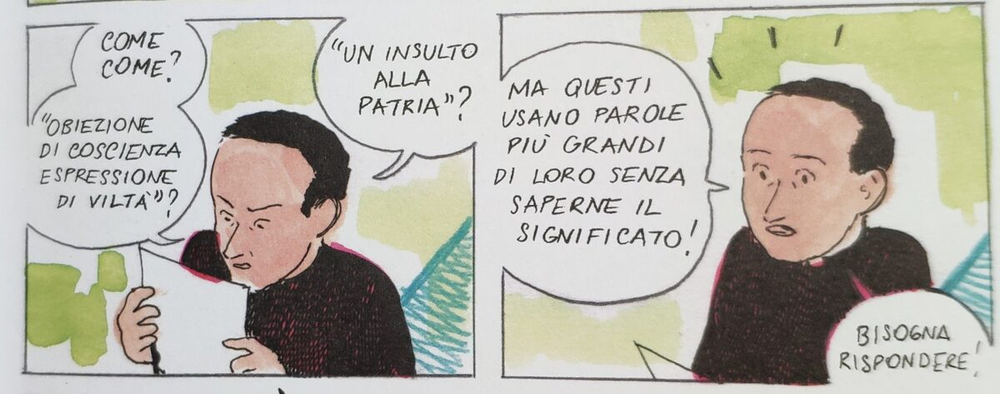 COME
COME?
"OBIEZIONE
DI COSCIENZA
ESPRESSIONE
DI VILTÀ"?
"UN INSULTO
ALLA
PATRIA"?
MA QUESTI
USANO PAROLE
PIÙ GRANDI
DI LORO SENZA
SAPERNE IL
SIGNIFICATO!
BISOGNA
RISPONDERE!